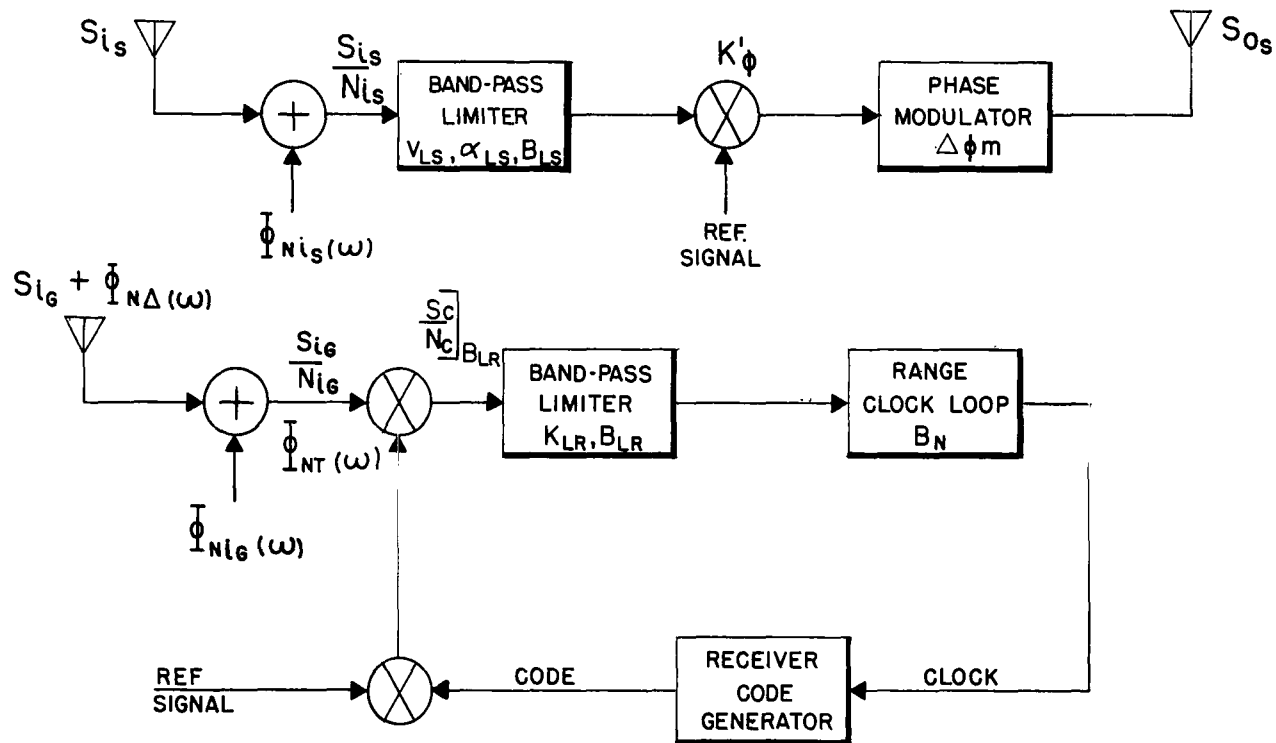 S_iS
S_iS
N_iS
BAND-PASS
LIMITER
V_LS, α_LS, B_LS
K'_ϕ
PHASE
MODULATOR
Δϕm
S_OS
Φ_NiS(ω)
REF.
SIGNAL
S_iG + Φ_NΔ(ω)
S_iG
N_iG
S_C
N_C]B_LR
BAND-PASS
LIMITER
K_LR, B_LR
RANGE
CLOCK LOOP
B_N
Φ_NT(ω)
Φ_NiG(ω)
REF
SIGNAL
CODE
RECEIVER
CODE
GENERATOR
CLOCK